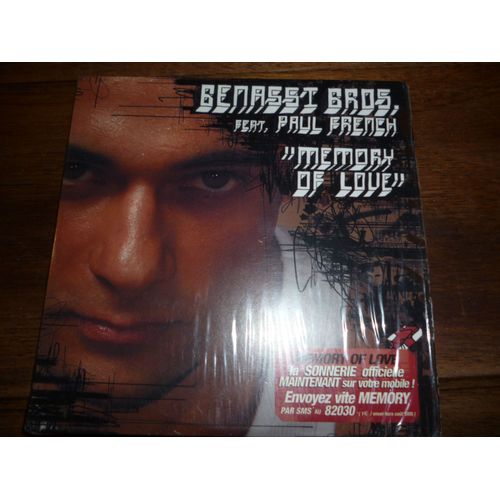 BENASSI BROS.
FEAT. PAUL FRENCH
"MEMORY
OF LOVE"
MEMORY OF LOVE
la SONNERIE officielle
MAINTENANT sur votre mobile !
Envoyez vite MEMORY
PAR SMS AU 82030